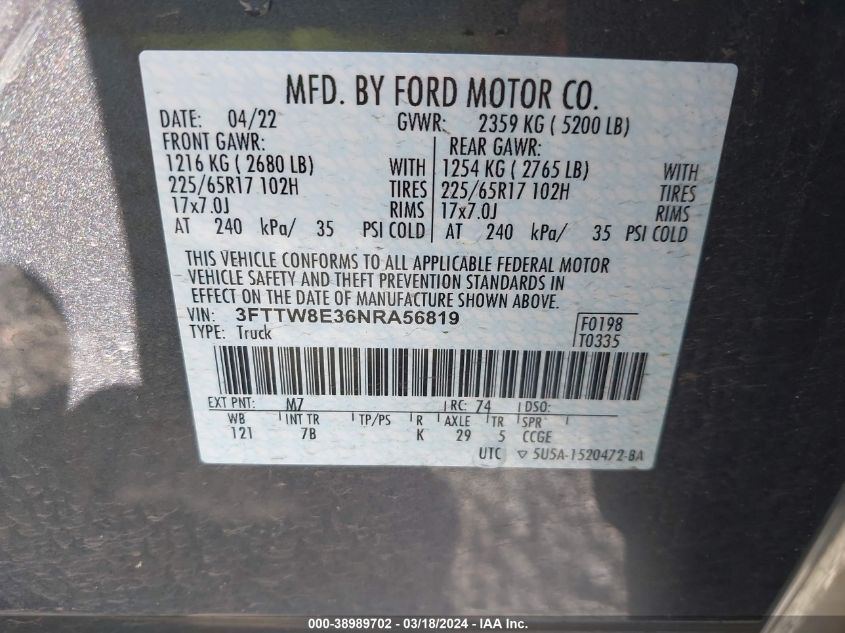 MFD. BY FORD MOTOR CO.
DATE: 04/22 GVWR: 2359 KG ( 5200 LB)
FRONT GAWR: REAR GAWR:
1216 KG ( 2680 LB) WITH 1254 KG ( 2765 LB) WITH
225/65R17 102H TIRES 225/65R17 102H TIRES
17x7.0J RIMS 17x7.0J RIMS
AT 240 kPa/ 35 PSI COLD AT 240 kPa/ 35 PSI COLD
THIS VEHICLE CONFORMS TO ALL APPLICABLE FEDERAL MOTOR
VEHICLE SAFETY AND THEFT PREVENTION STANDARDS IN
EFFECT ON THE DATE OF MANUFACTURE SHOWN ABOVE.
VIN: 3FTTW8E36NRA56819 F0198
TYPE: Truck T0335
EXT PNT: M7 RC: 74 DSO:
WB INT TR TP/PS R AXLE TR SPR
121 7B K 29 5 CCGE
UTC ▽ 5U5A-1520472-BA
000-38989702 - 03/18/2024 - IAA Inc.